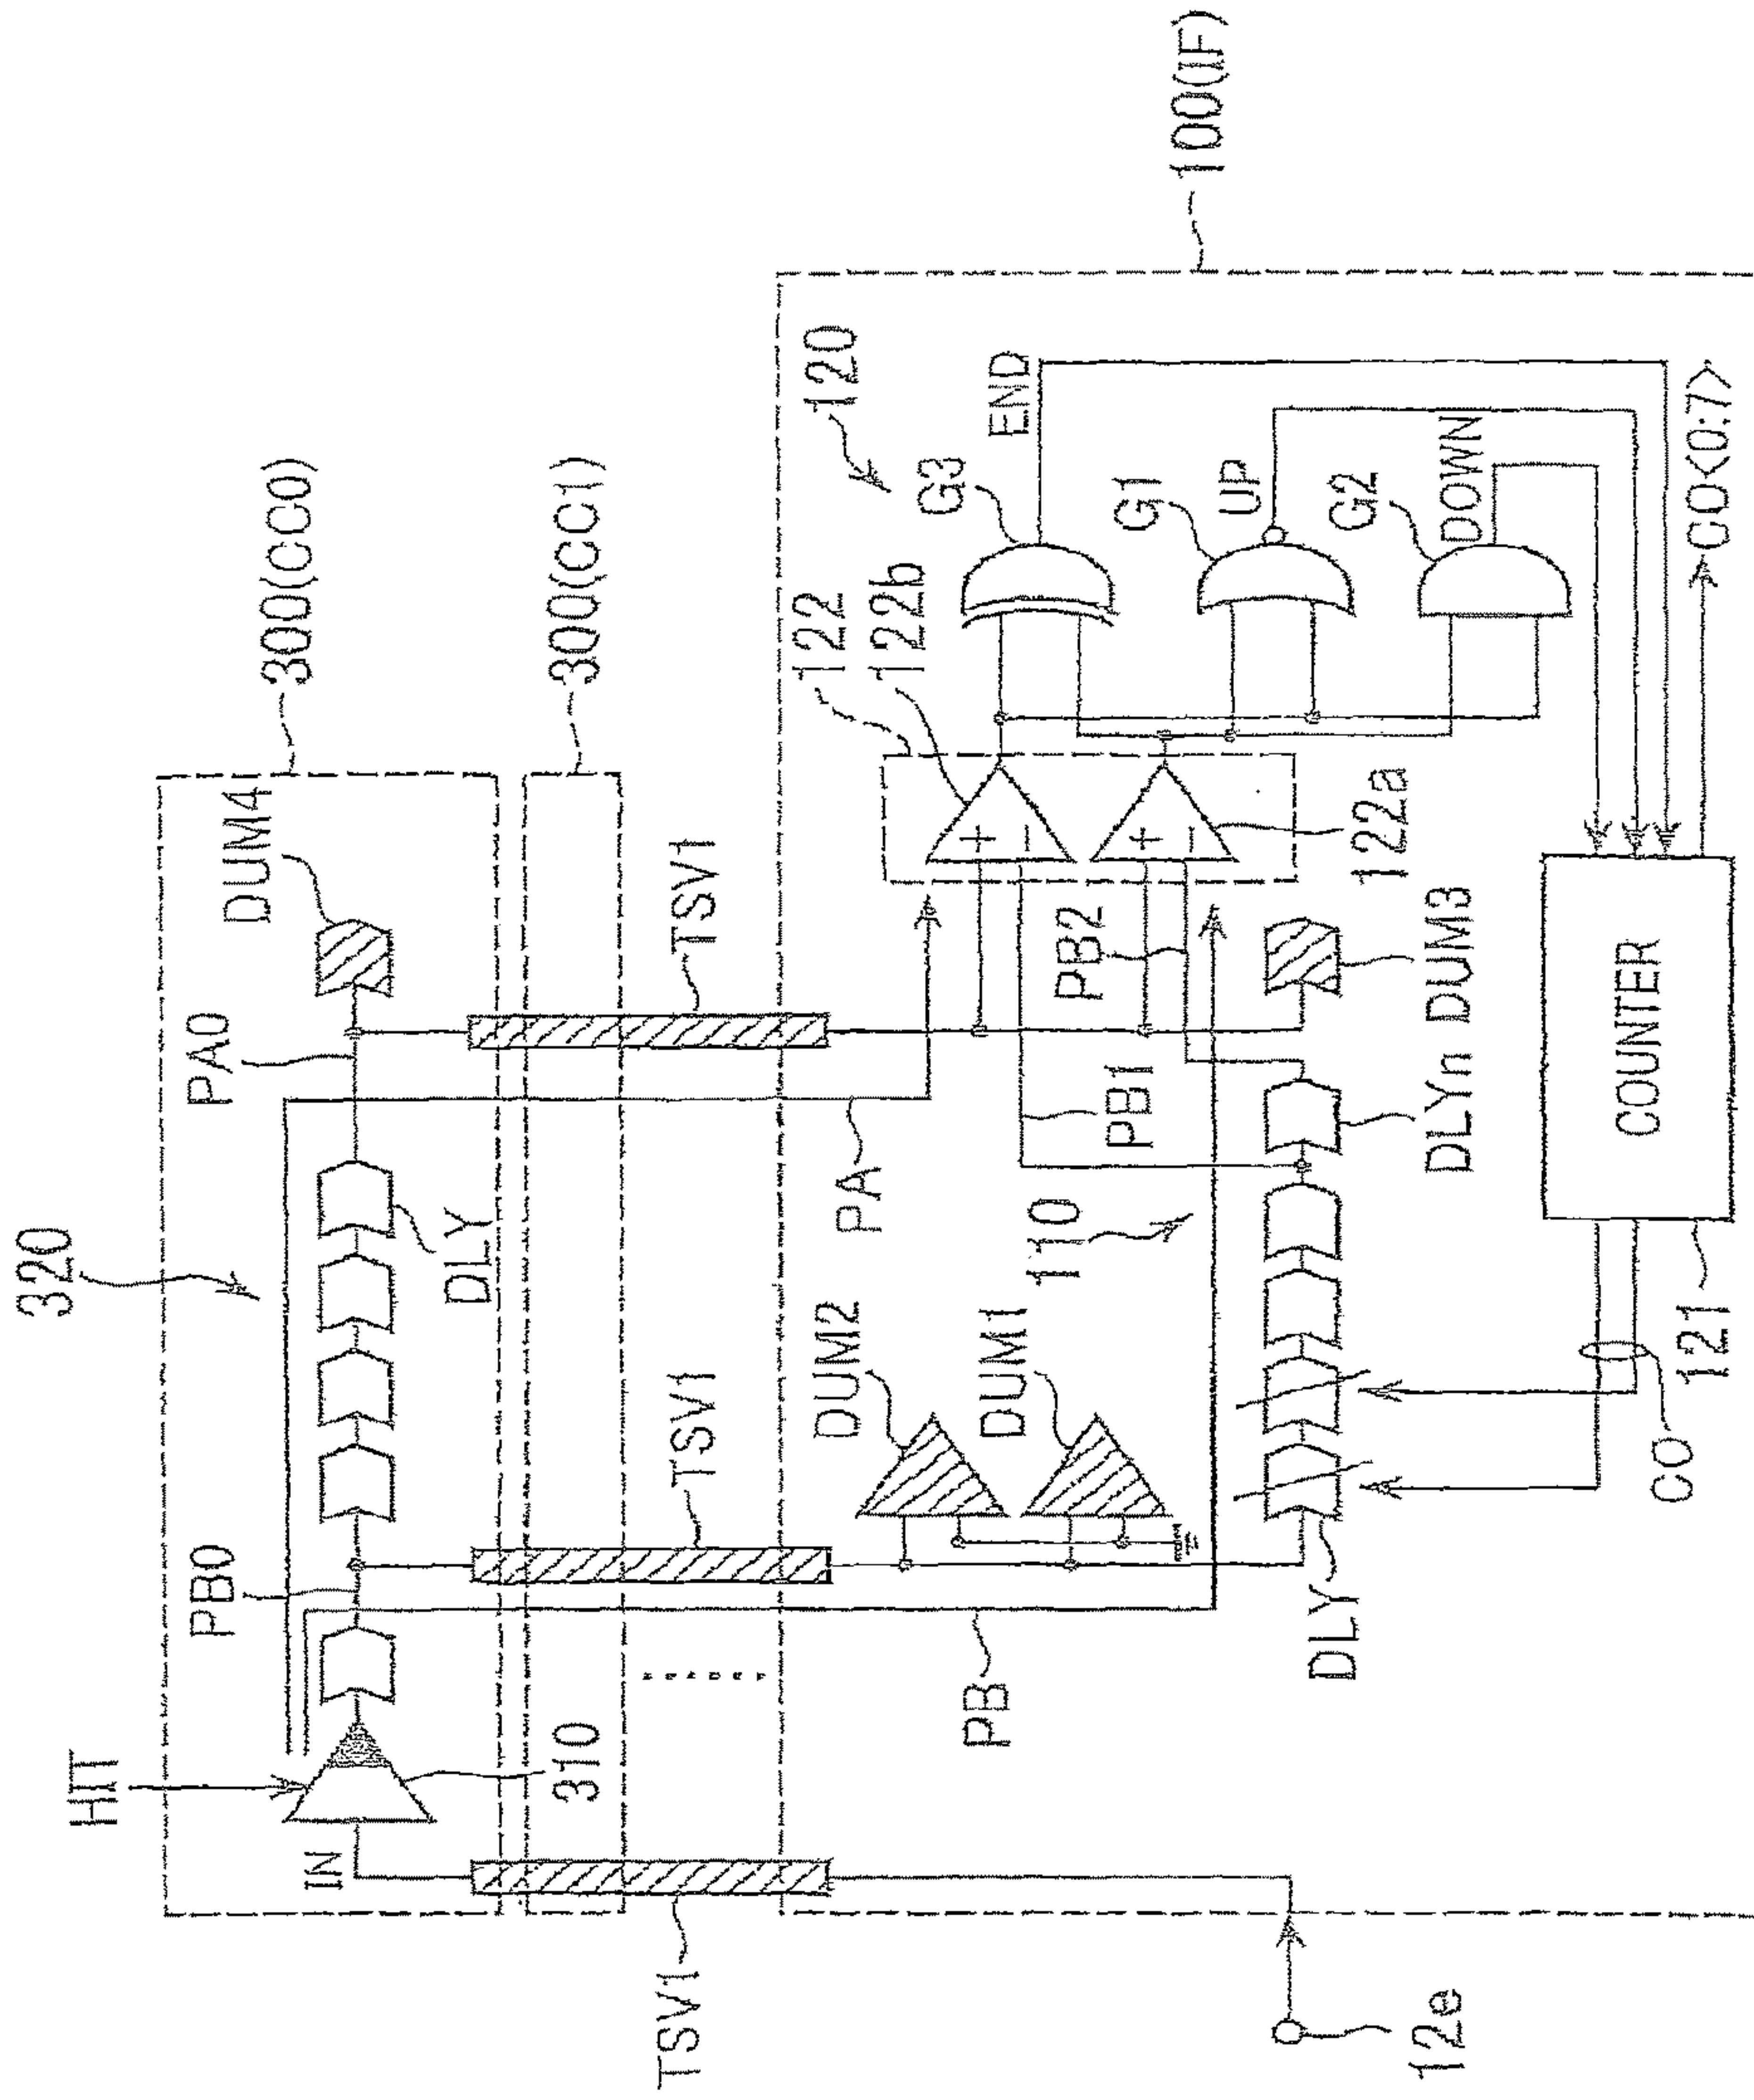 HIT
320
300(CC0)
DUM4
PA0
PB0
DLY
310
IN
300(CC1)
TSV1
TSV1
TSV1
100(IF)
120
122
122b
G3
END
G1
UP
G2
DOWN
122a
PB2
PB1
PA
110
DUM2
DUM1
PB
DLY
DLYn
DUM3
COUNTER
CO<0:7>
CO
121
12e